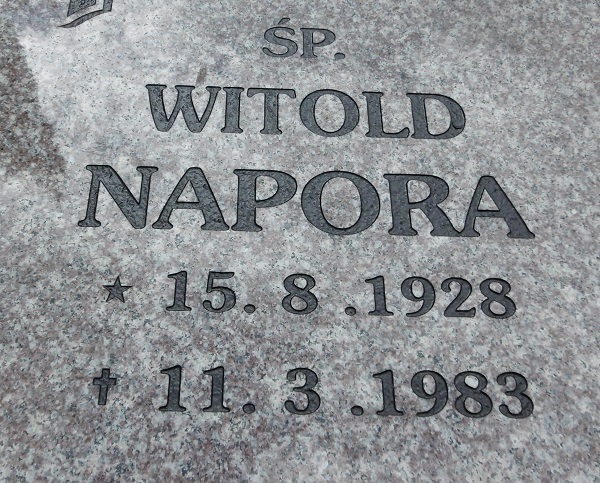 ŚP.
WITOLD
NAPORA
★ 15. 8 .1928
✝ 11. 3 .1983